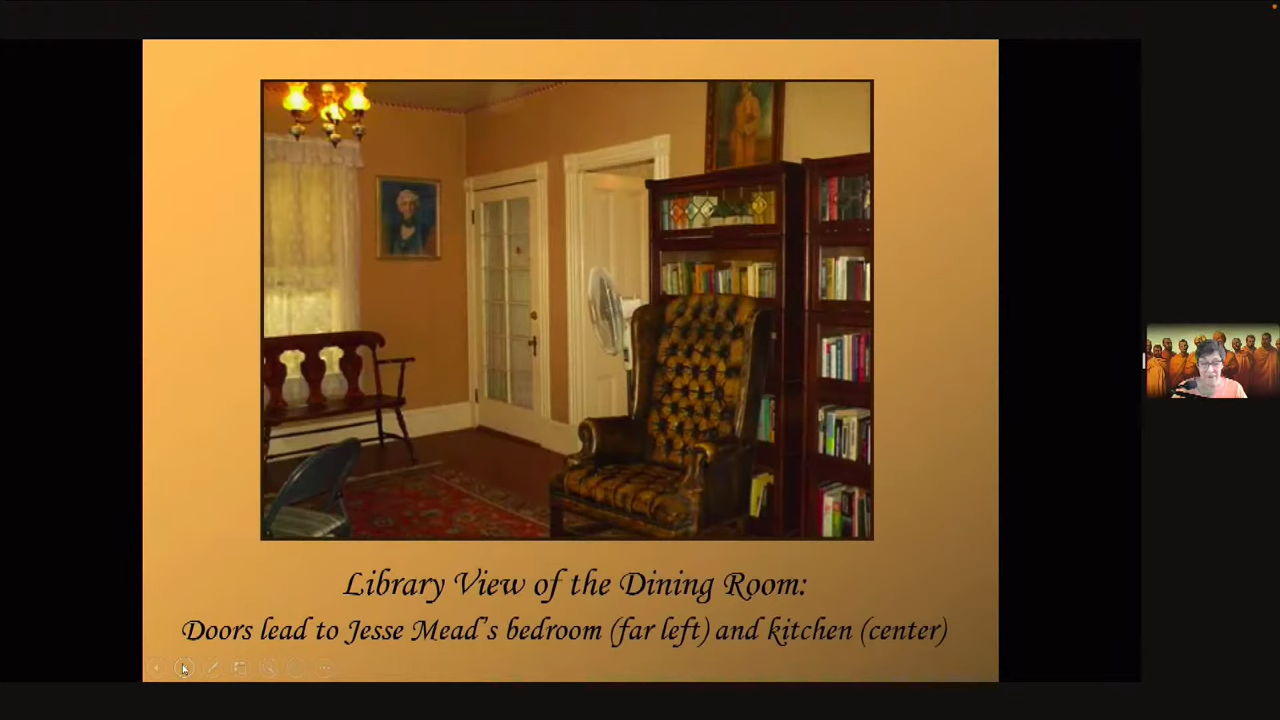 Library View of the Dining Room:
Doors lead to Jesse Mead's bedroom (far left) and kitchen (center)